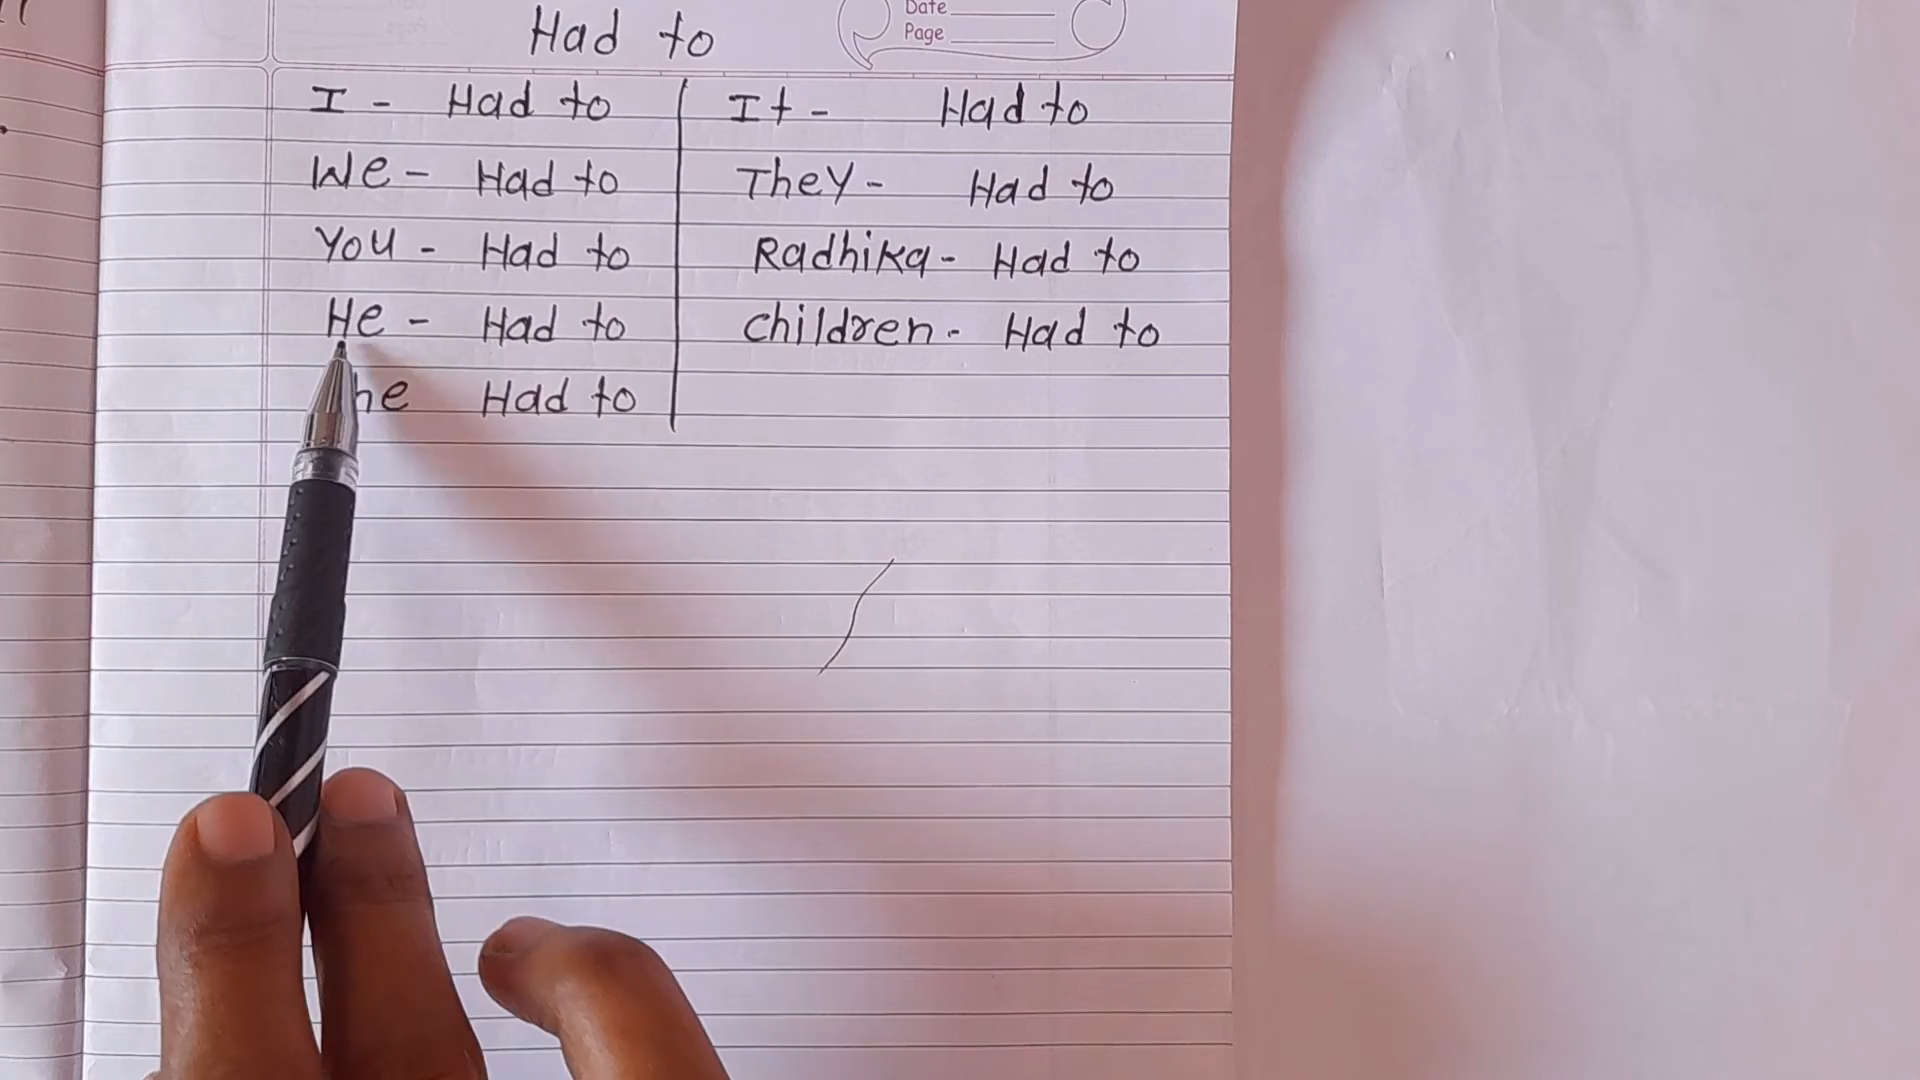 Date
Page
Had to
I - Had to
We - Had to
You - Had to
He - Had to
Had to
It - Had to
They - Had to
Radhika - Had to
children - Had to